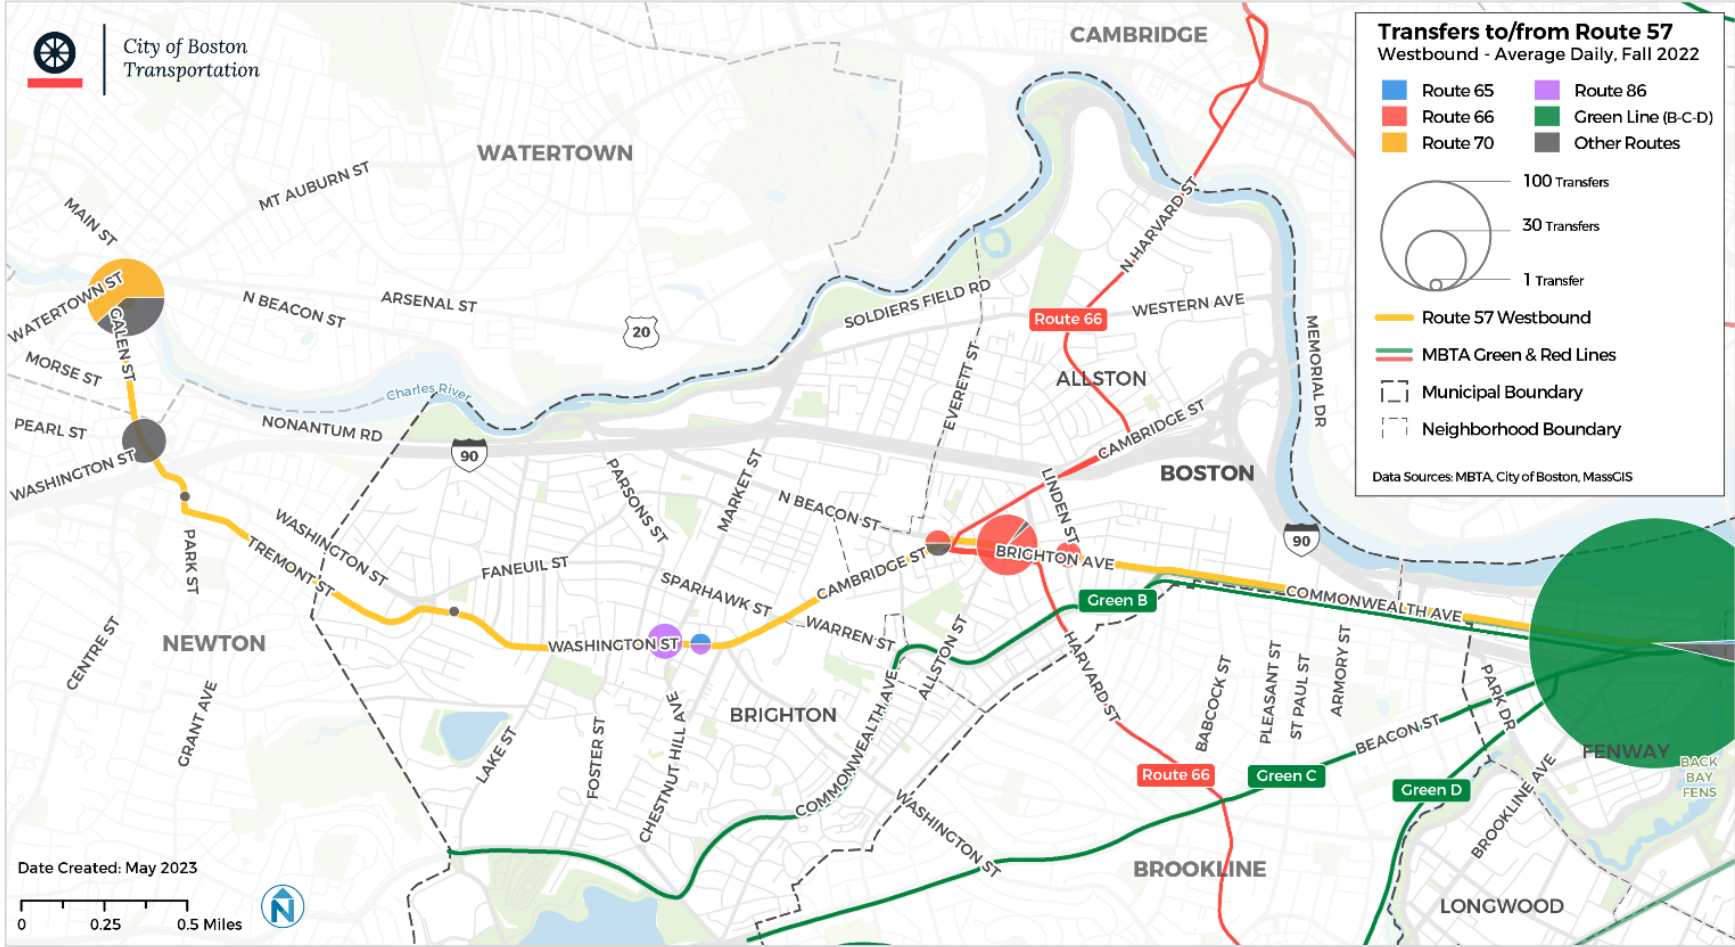 City of Boston
Transportation
Transfers to/from Route 57
Westbound - Average Daily, Fall 2022
Route 65
Route 86
Route 66
Green Line (B-C-D)
Route 70
Other Routes
100 Transfers
30 Transfers
1 Transfer
Route 57 Westbound
MBTA Green & Red Lines
Municipal Boundary
Neighborhood Boundary
Data Sources: MBTA, City of Boston, MassGIS
CAMBRIDGE
WATERTOWN
MT AUBURN ST
MAIN ST
WATERTOWN ST
GALEN ST
N BEACON ST
ARSENAL ST
20
SOLDIERS FIELD RD
N HARVARD ST
WESTERN AVE
Route 66
MEMORIAL DR
MORSE ST
Charles River
EVERETT ST
ALLSTON
PEARL ST
NONANTUM RD
90
CAMBRIDGE ST
WASHINGTON ST
PARSONS ST
MARKET ST
N BEACON ST
LINDEN ST
BOSTON
90
WASHINGTON ST
PARK ST
TREMONT ST
FANEUIL ST
SPARHAWK ST
CAMBRIDGE ST
BRIGHTON AVE
Green B
COMMONWEALTH AVE
CENTRE ST
NEWTON
WASHINGTON ST
WARREN ST
ALLSTON ST
HARVARD ST
BABCOCK ST
PLEASANT ST
ST PAUL ST
ARMORY ST
PARK DR
GRANT AVE
LAKE ST
FOSTER ST
CHESTNUT HILL AVE
BRIGHTON
COMMONWEALTH AVE
BEACON ST
FENWAY
BACK
BAY
FENS
Route 66
Green C
Green D
BROOKLINE AVE
WASHINGTON ST
BROOKLINE
LONGWOOD
Date Created: May 2023
0 0.25 0.5 Miles
N